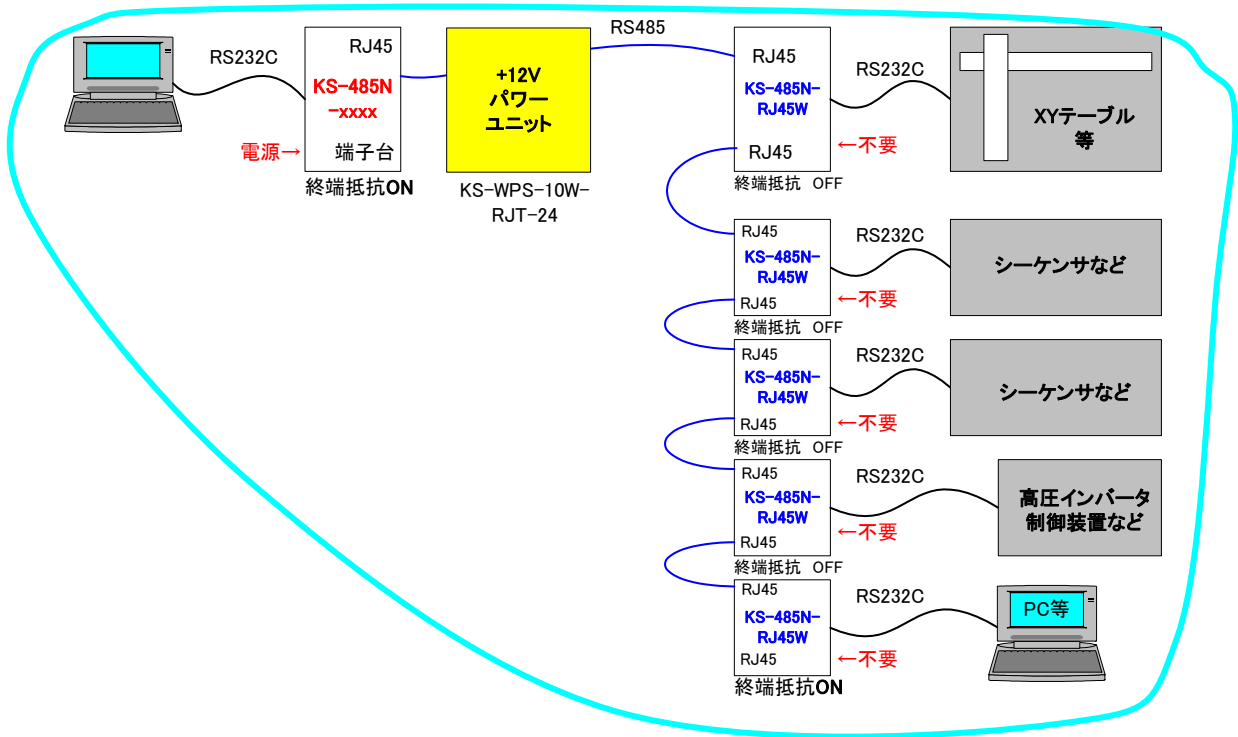 RS232C
RJ45
KS-485N
-xxxx
電源→
端子台
終端抵抗ON
+12V
パワー
ユニット
KS-WPS-10W-
RJT-24
RS485
RJ45
KS-485N-
RJ45W
RJ45
←不要
終端抵抗 OFF
RS232C
XYテーブル
等
RJ45
KS-485N-
RJ45W
RJ45
←不要
終端抵抗 OFF
RS232C
シーケンサなど
RJ45
KS-485N-
RJ45W
RJ45
←不要
終端抵抗 OFF
RS232C
シーケンサなど
RJ45
KS-485N-
RJ45W
RJ45
←不要
終端抵抗 OFF
RS232C
高圧インバータ
制御装置など
RJ45
KS-485N-
RJ45W
RJ45
←不要
終端抵抗ON
RS232C
PC等